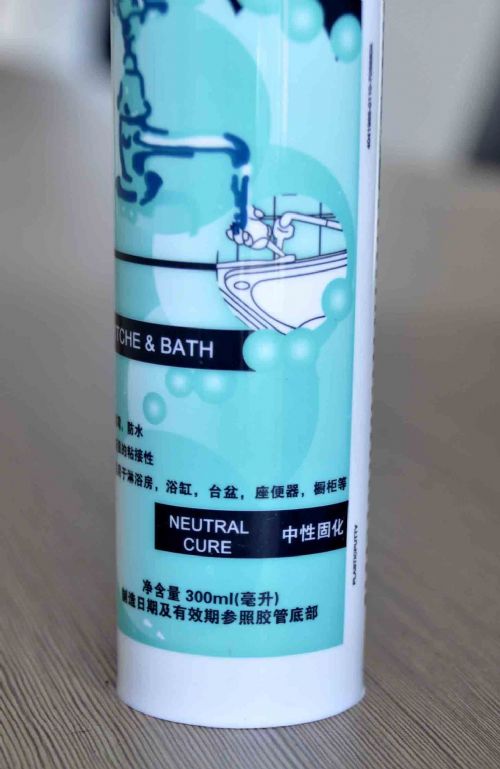 TCHE & BATH
防水
的粘接性
于淋浴房，浴缸，台盆，座便器，橱柜等
NEUTRAL
CURE
中性固化
净含量 300ml(毫升)
制造日期及有效期参照胶管底部
PLASTICPUTTY